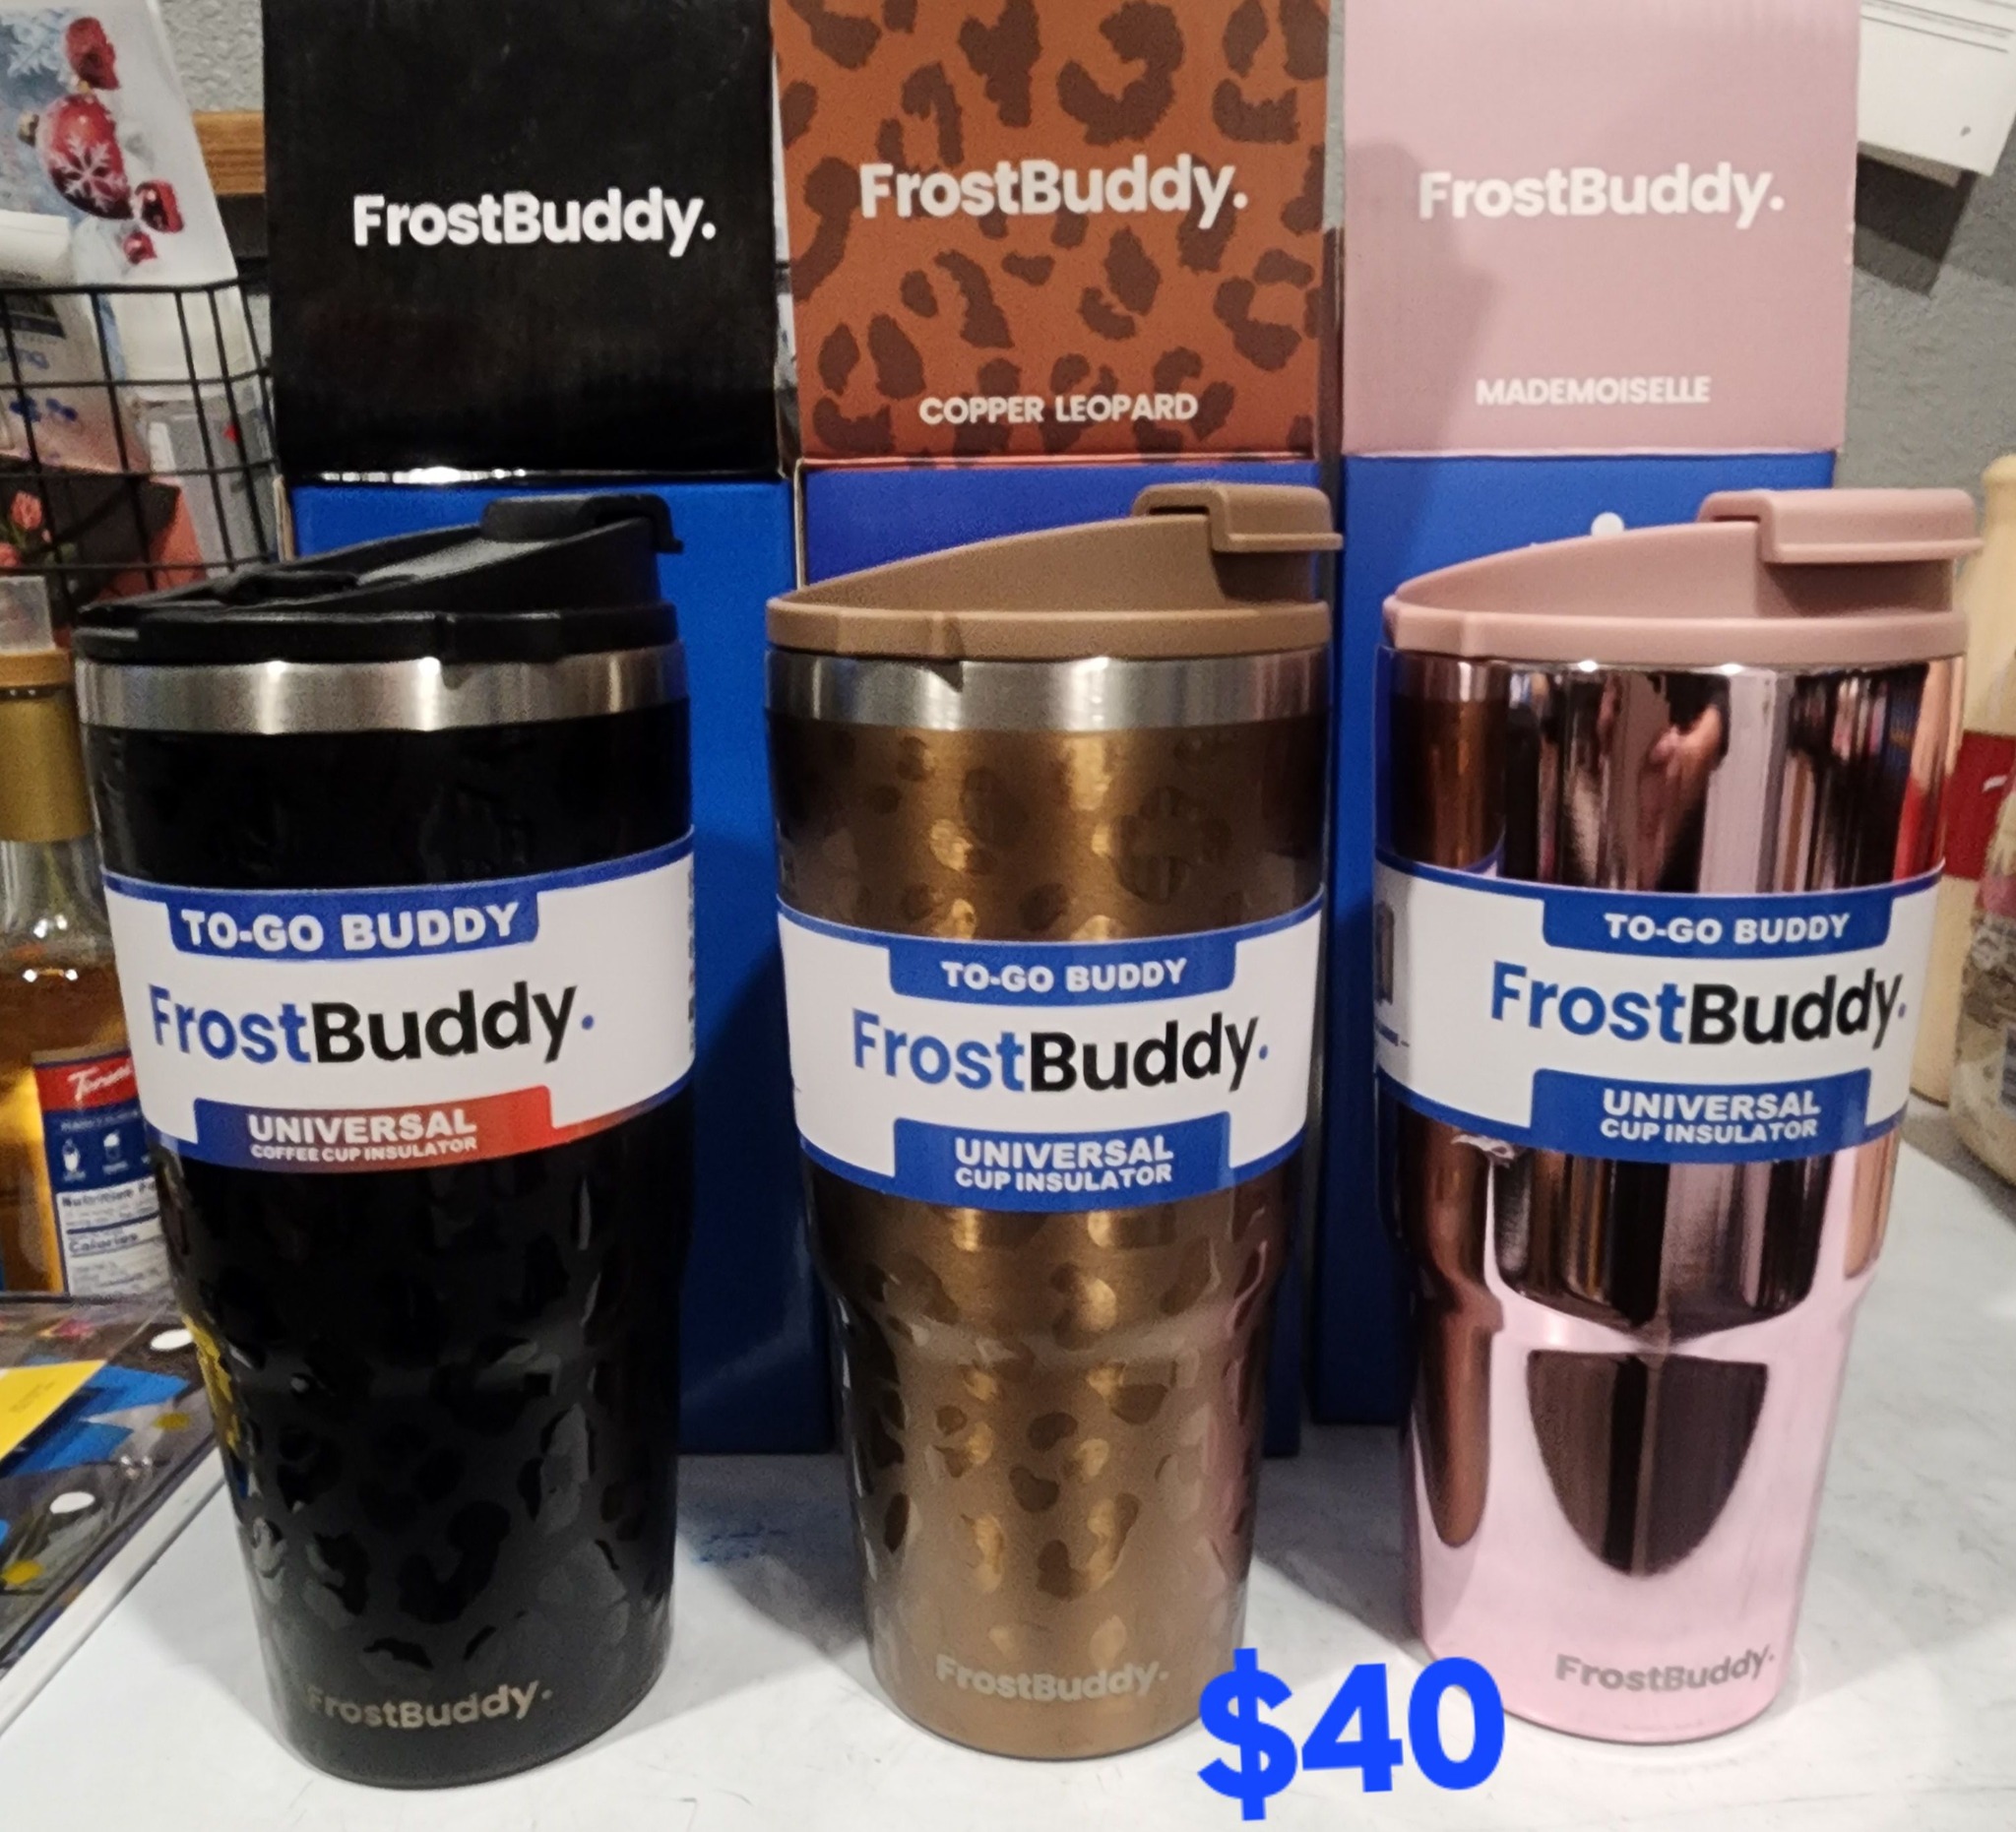 FrostBuddy.
FrostBuddy.
COPPER LEOPARD
FrostBuddy.
MADEMOISELLE
TO-GO BUDDY
FrostBuddy.
UNIVERSAL
COFFEE CUP INSULATOR
FrostBuddy.
TO-GO BUDDY
FrostBuddy.
UNIVERSAL
CUP INSULATOR
FrostBuddy.
TO-GO BUDDY
FrostBuddy.
UNIVERSAL
CUP INSULATOR
FrostBuddy.
$40
Calories